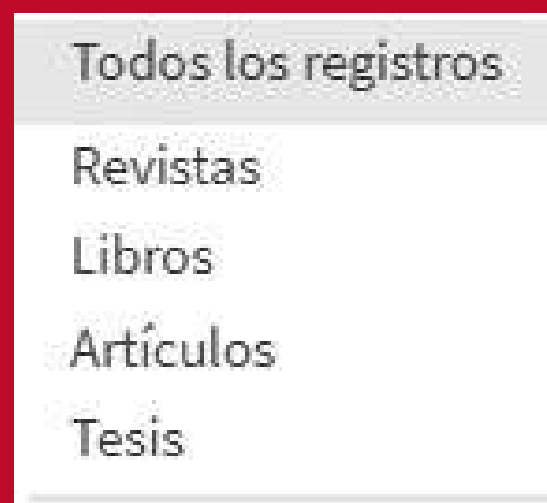 Todos los registros
Revistas
Libros
Artículos
Tesis